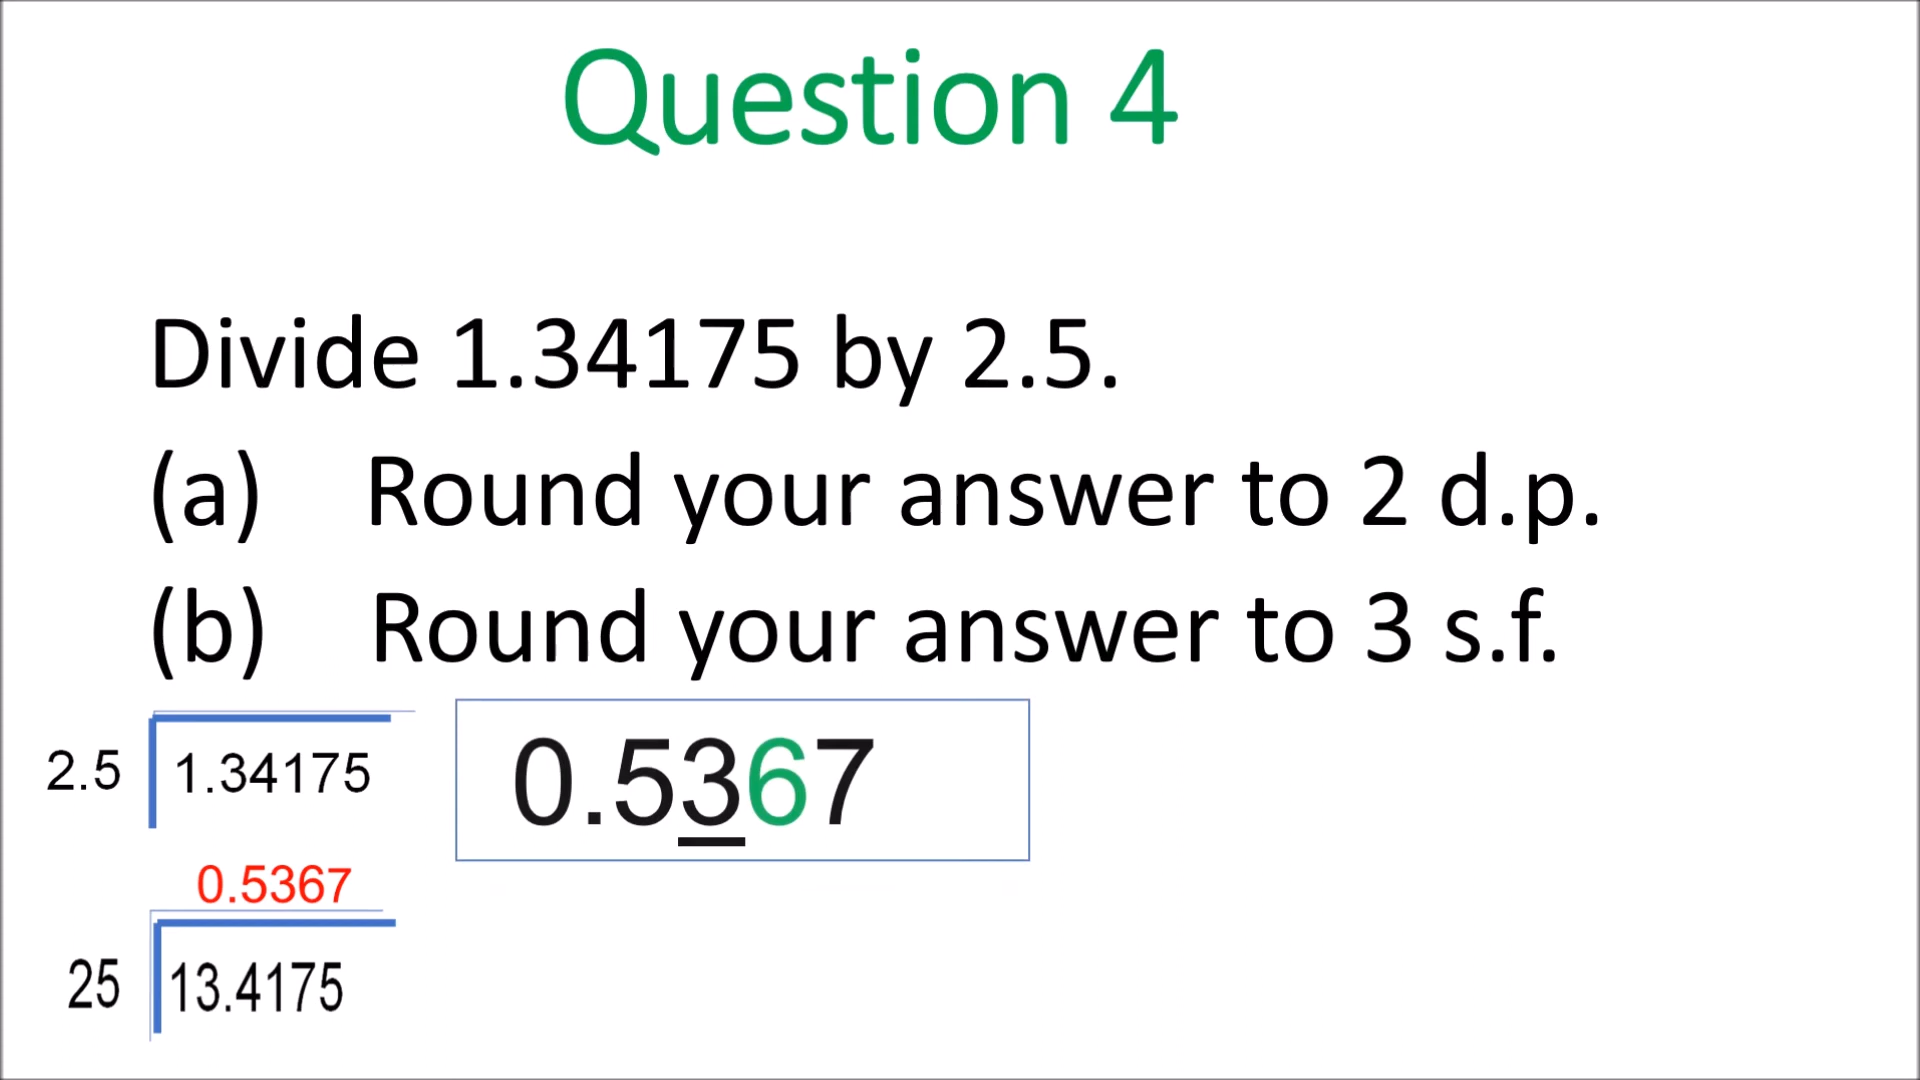 Question 4
Divide 1.34175 by 2.5.
(a) Round your answer to 2 d.p.
(b) Round your answer to 3 s.f.
2.5 1.34175
0.5367
0.5367
25 13.4175